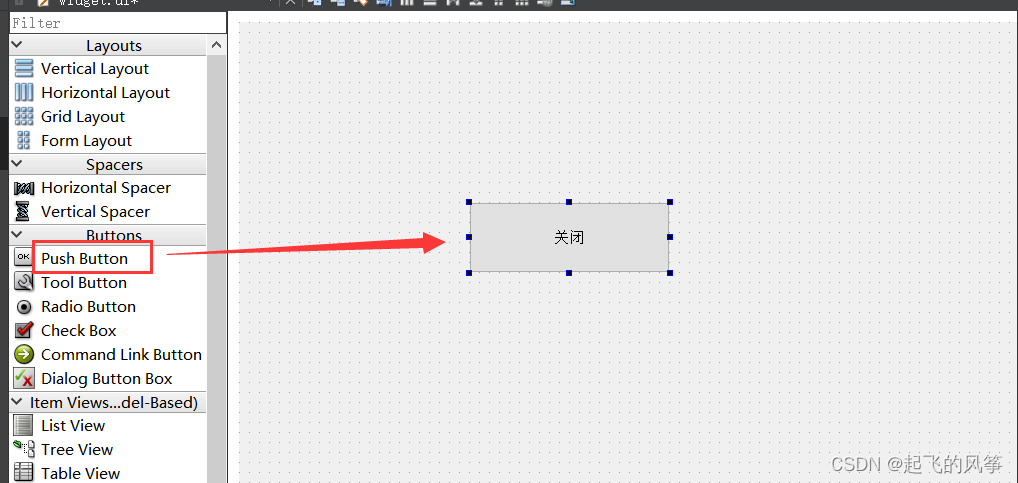 widget.ui*
Filter
Layouts
Vertical Layout
Horizontal Layout
Grid Layout
Form Layout
Spacers
Horizontal Spacer
Vertical Spacer
Buttons
OK
Push Button
Tool Button
Radio Button
Check Box
Command Link Button
Dialog Button Box
Item Views...del-Based)
List View
Tree View
Table View
关闭
CSDN @起飞的风筝